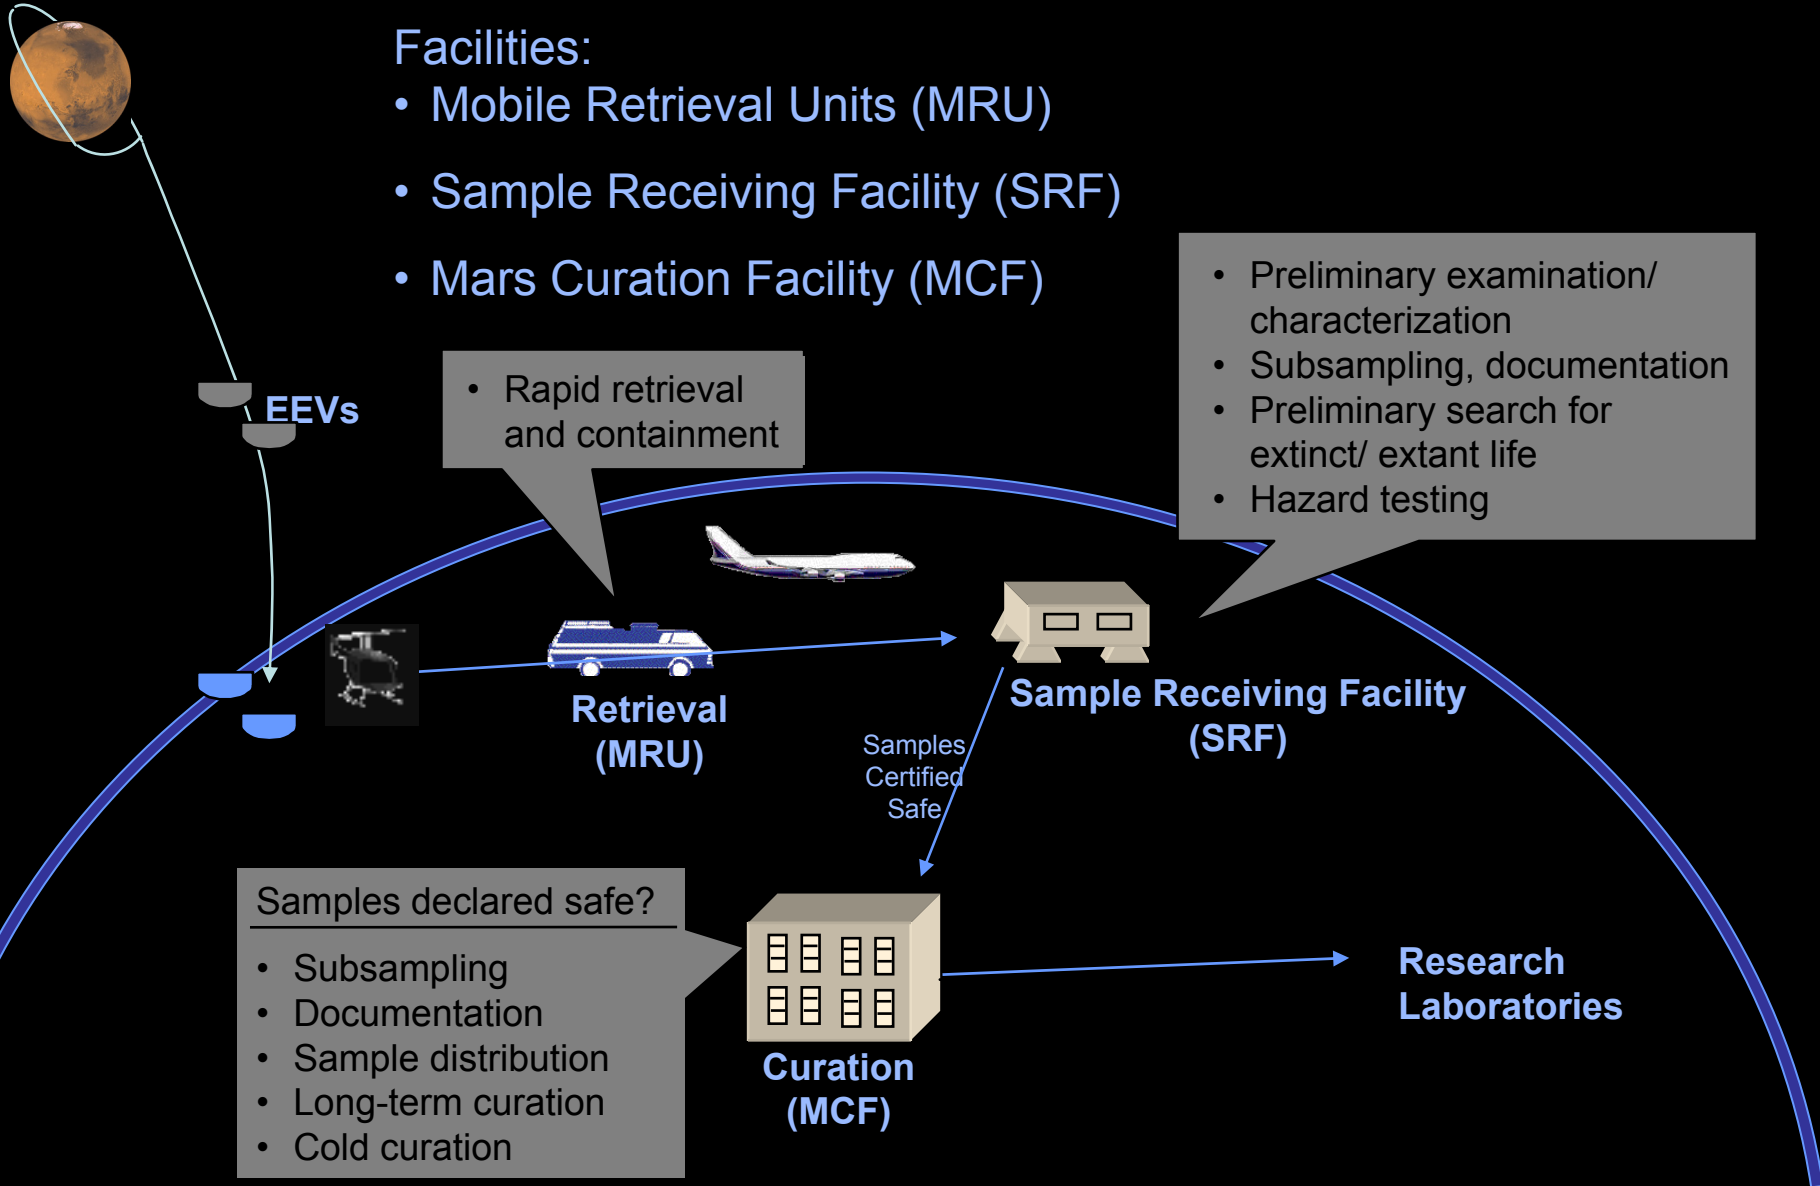 Facilities:
• Mobile Retrieval Units (MRU)
• Sample Receiving Facility (SRF)
• Mars Curation Facility (MCF)
• Preliminary examination/
characterization
• Subsampling, documentation
• Preliminary search for
extinct/ extant life
• Hazard testing
EEVs
• Rapid retrieval
and containment
Retrieval
(MRU)
Sample Receiving Facility
(SRF)
Samples
Certified
Safe
Samples declared safe?
• Subsampling
• Documentation
• Sample distribution
• Long-term curation
• Cold curation
Curation
(MCF)
Research
Laboratories